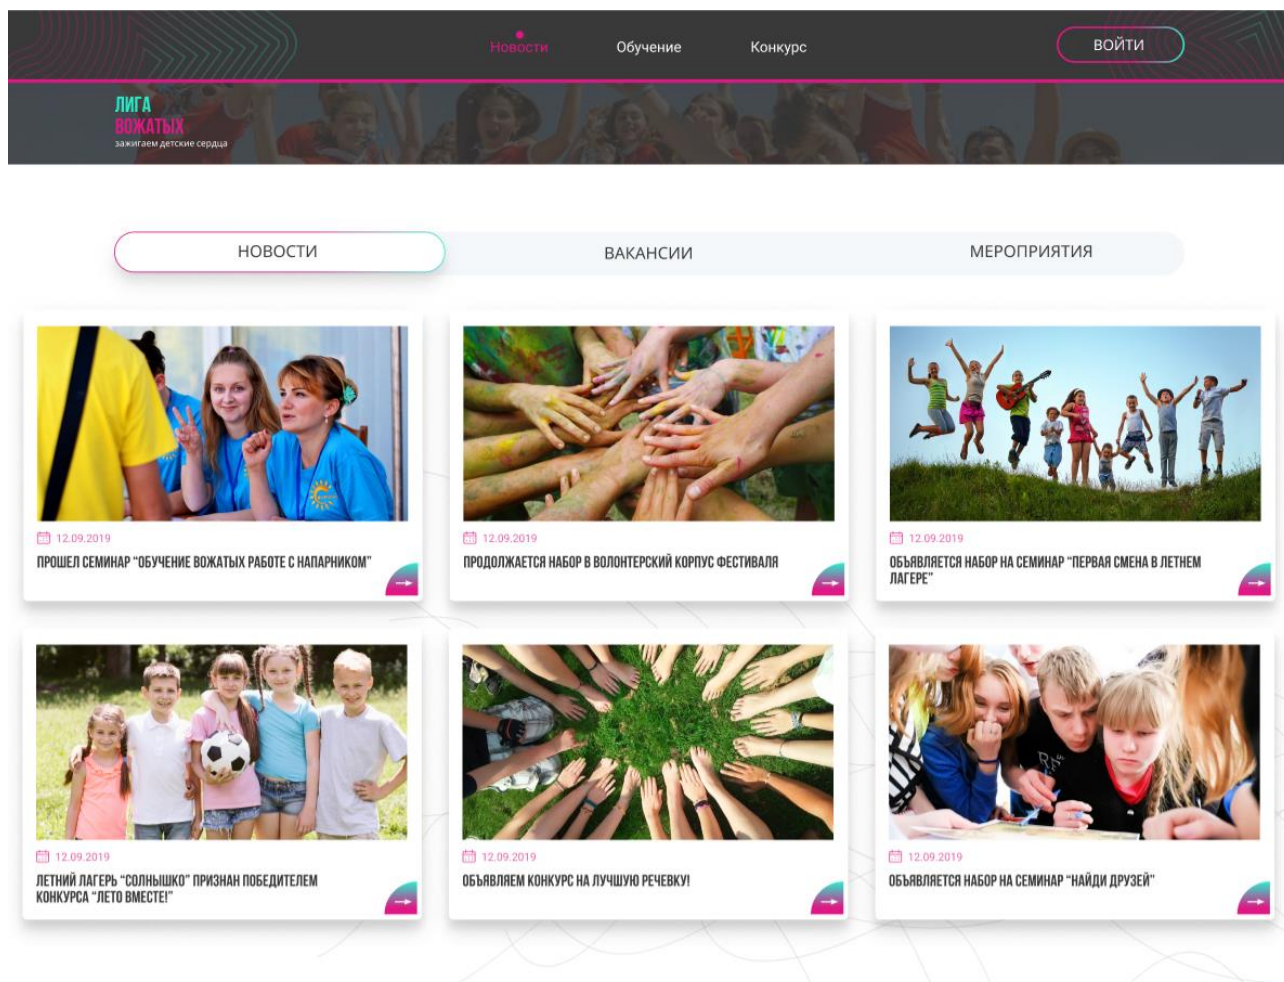 Новости
Обучение
Конкурс
ВОЙТИ
ЛИГА
ВОЖАТЫХ
зажигаем детские сердца
НОВОСТИ
ВАКАНСИИ
МЕРОПРИЯТИЯ
12.09.2019
ПРОШЕЛ СЕМИНАР “ОБУЧЕНИЕ ВОЖАТЫХ РАБОТЕ С НАПАРНИКОМ”
12.09.2019
ПРОДОЛЖАЕТСЯ НАБОР В ВОЛОНТЕРСКИЙ КОРПУС ФЕСТИВАЛЯ
12.09.2019
ОБЪЯВЛЯЕТСЯ НАБОР НА СЕМИНАР “ПЕРВАЯ СМЕНА В ЛЕТНЕМ
ЛАГЕРЕ”
12.09.2019
ЛЕТНИЙ ЛАГЕРЬ “СОЛНЫШКО” ПРИЗНАН ПОБЕДИТЕЛЕМ
КОНКУРСА “ЛЕТО ВМЕСТЕ!”
12.09.2019
ОБЪЯВЛЯЕМ КОНКУРС НА ЛУЧШУЮ РЕЧЕВКУ!
12.09.2019
ОБЪЯВЛЯЕТСЯ НАБОР НА СЕМИНАР “НАЙДИ ДРУЗЕЙ”